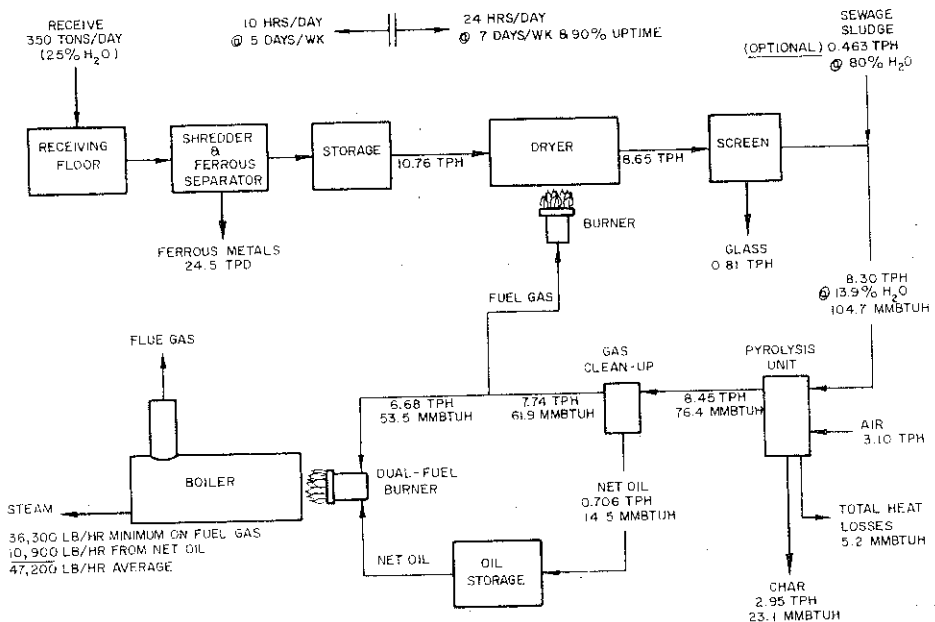 RECEIVE
350 TONS/DAY
(25% H2O)
10 HRS/DAY
@ 5 DAYS/WK
24 HRS/DAY
@ 7 DAYS/WK & 90% UPTIME
SEWAGE
SLUDGE
(OPTIONAL) 0.463 TPH
@ 80% H2O
RECEIVING
FLOOR
SHREDDER
&
FERROUS
SEPARATOR
STORAGE
10.76 TPH
DRYER
8.65 TPH
SCREEN
BURNER
FERROUS METALS
24.5 TPD
GLASS
0.81 TPH
FUEL GAS
8.30 TPH
@ 13.9% H2O
104.7 MMBTUH
FLUE GAS
GAS
CLEAN-UP
PYROLYSIS
UNIT
6.68 TPH
53.5 MMBTUH
7.74 TPH
61.9 MMBTUH
8.45 TPH
76.4 MMBTUH
AIR
3.10 TPH
BOILER
DUAL-FUEL
BURNER
NET OIL
0.706 TPH
14.5 MMBTUH
STEAM
36,300 LB/HR MINIMUM ON FUEL GAS
10,900 LB/HR FROM NET OIL
47,200 LB/HR AVERAGE
NET OIL
OIL
STORAGE
TOTAL HEAT
LOSSES
5.2 MMBTUH
CHAR
2.95 TPH
23.1 MMBTUH